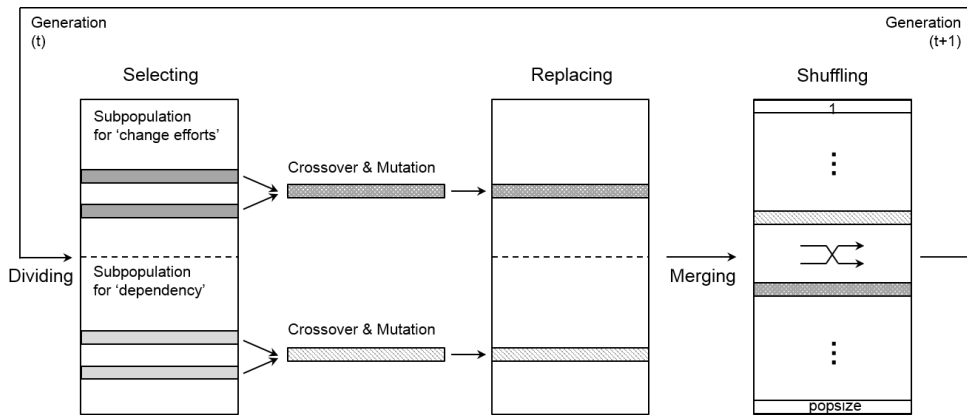 Generation
(t)
Generation
(t+1)
Selecting
Replacing
Shuffling
Subpopulation
for ‘change efforts’
1
Crossover & Mutation
Dividing
Subpopulation
for ‘dependency’
Merging
Crossover & Mutation
popsize